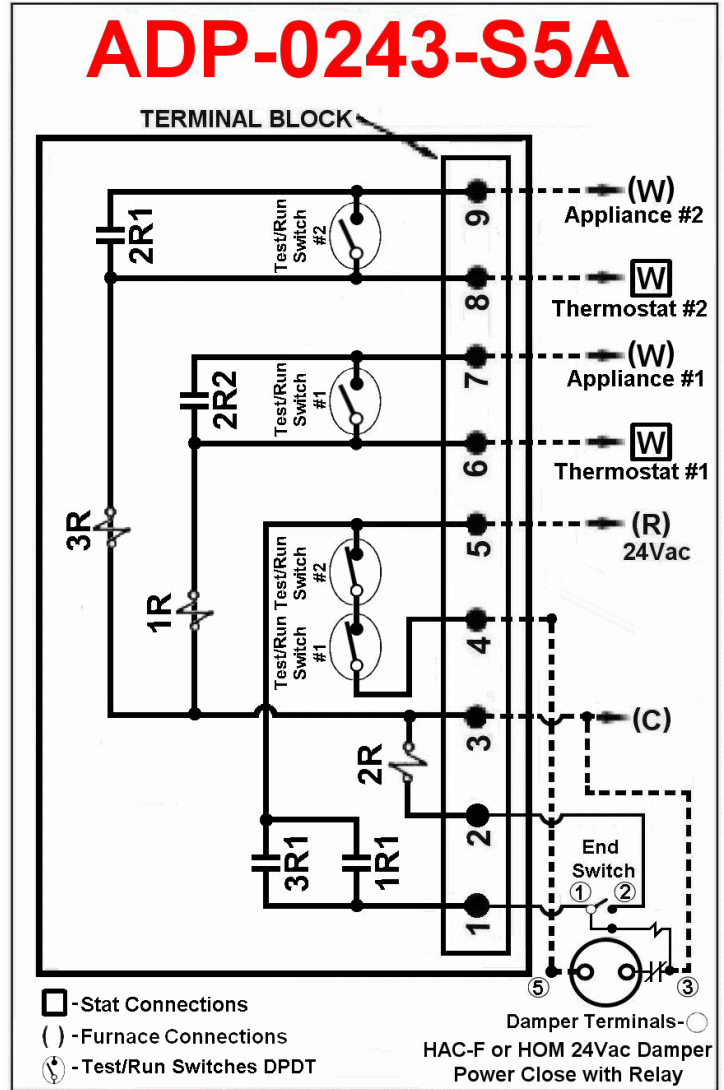 ADP-0243-S5A
TERMINAL BLOCK
2R1
Test/Run
Switch
#2
9
(W)
Appliance #2
8
W
Thermostat #2
2R2
Test/Run
Switch
#1
7
(W)
Appliance #1
6
W
Thermostat #1
3R
1R
Test/Run
Switch
#2
Test/Run
Switch
#1
5
(R)
24Vac
4
3
(C)
2R
2
3R1
1R1
1
End
Switch
1 2
5
3
Damper Terminals-
HAC-F or HOM 24Vac Damper
Power Close with Relay
-Stat Connections
( ) -Furnace Connections
- Test/Run Switches DPDT